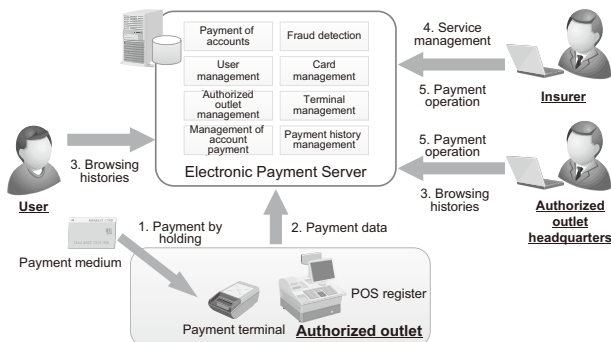 Payment of
accounts
Fraud detection
User
management
Card
management
Authorized
outlet
management
Terminal
management
Management of
account
payment
Payment history
management
Electronic Payment Server
4. Service
management
5. Payment
operation
Insurer
5. Payment
operation
3. Browsing
histories
Authorized
outlet
headquarters
3. Browsing
histories
User
1. Payment by
holding
2. Payment data
Payment medium
POS register
Payment terminal
Authorized outlet